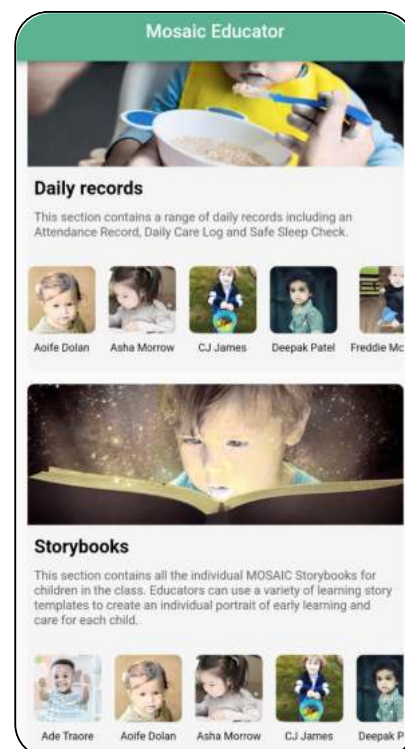 Mosaic Educator
Daily records
This section contains a range of daily records including an
Attendance Record, Daily Care Log and Safe Sleep Check.
Aoife Dolan Asha Morrow CJ James Deepak Patel Freddie Mc
Storybooks
This section contains all the individual MOSAIC Storybooks for
children in the class. Educators can use a variety of learning story
templates to create an individual portrait of early learning and
care for each child.
Ade Traore Aoife Dolan Asha Morrow CJ James Deepak P